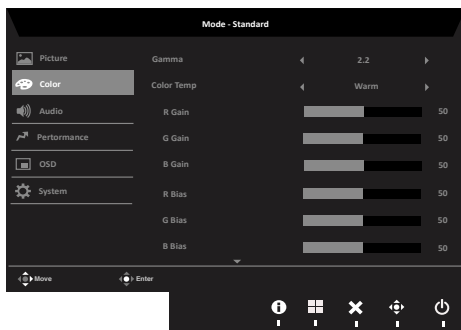 Mode - Standard
Picture
Gamma 2.2
Color
Color Temp Warm
Audio
R Gain 50
Pertormance
G Gain 50
OSD
B Gain 50
System
R Bias 50
G Bias 50
B Bias 50
Move Enter